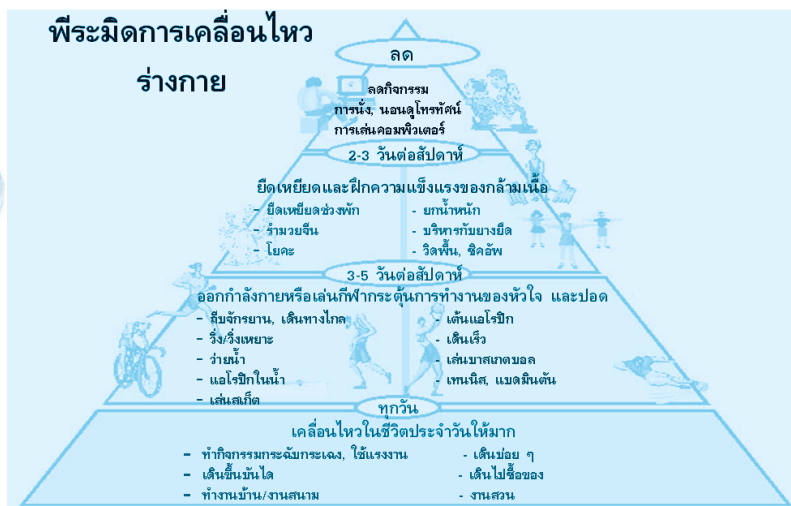 พีระมิดการเคลื่อนไหว
ร่างกาย
ลด
ลดกิจกรรม
การนั่ง, นอนดูโทรทัศน์
การเล่นคอมพิวเตอร์
2-3 วันต่อสัปดาห์
ยืดเหยียดและฝึกความแข็งแรงของกล้ามเนื้อ
- ยืดเหยียดช่วงพัก - ยกน้ำหนัก
- รำมวยจีน - บริหารกับยางยืด
- โยคะ - วิดพื้น, ซิคอัพ
3-5 วันต่อสัปดาห์
ออกกำลังกายหรือเล่นกีฬากระตุ้นการทำงานของหัวใจ และปอด
- ถีบจักรยาน, เดินทางไกล - เต้นแอโรบิก
- วิ่ง/วิ่งเหยาะ - เดินเร็ว
- ว่ายน้ำ - เล่นบาสเกตบอล
- แอโรบิกในน้ำ - เทนนิส, แบดมินตัน
- เล่นสเก็ต
ทุกวัน
เคลื่อนไหวในชีวิตประจำวันให้มาก
- ทำกิจกรรมกระฉับกระเฉง, ใช้แรงงาน - เดินบ่อย ๆ
- เดินขึ้นบันได - เดินไปซื้อของ
- ทำงานบ้าน/งานสนาม - งานสวน